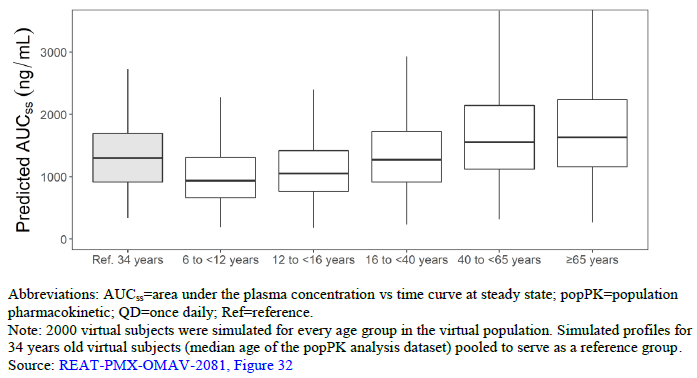 Predicted AUCss (ng/mL)
3000
2000
1000
0
Ref. 34 years 6 to <12 years 12 to <16 years 16 to <40 years 40 to <65 years ≥65 years
Abbreviations: AUCss=area under the plasma concentration vs time curve at steady state; popPK=population
pharmacokinetic; QD=once daily; Ref=reference.
Note: 2000 virtual subjects were simulated for every age group in the virtual population. Simulated profiles for
34 years old virtual subjects (median age of the popPK analysis dataset) pooled to serve as a reference group.
Source: REAT-PMX-OMAV-2081, Figure 32